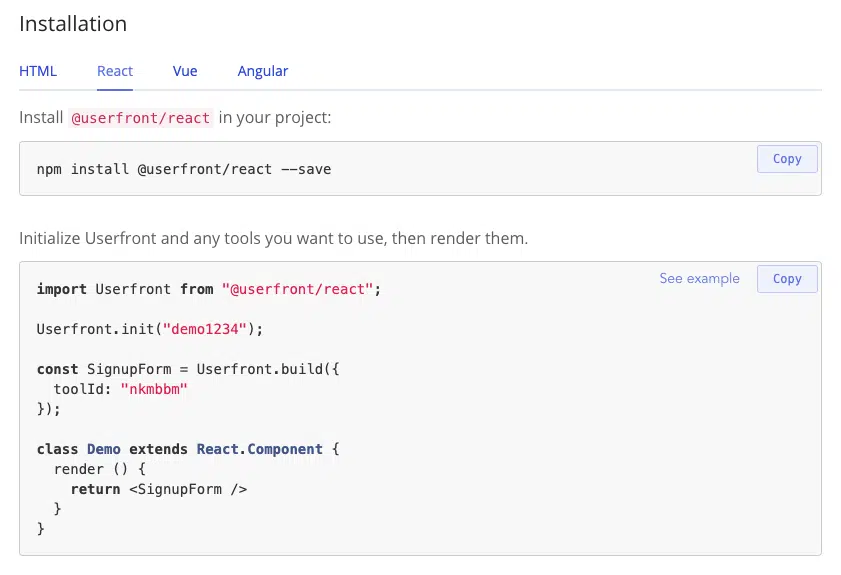 Installation
HTML React Vue Angular
Install @userfront/react in your project:
npm install @userfront/react --save
Copy
Initialize Userfront and any tools you want to use, then render them.
See example Copy
import Userfront from "@userfront/react";
Userfront.init("demo1234");
const SignupForm = Userfront.build({
  toolId: "nkmbbm"
});
class Demo extends React.Component {
  render () {
    return <SignupForm />
  }
}